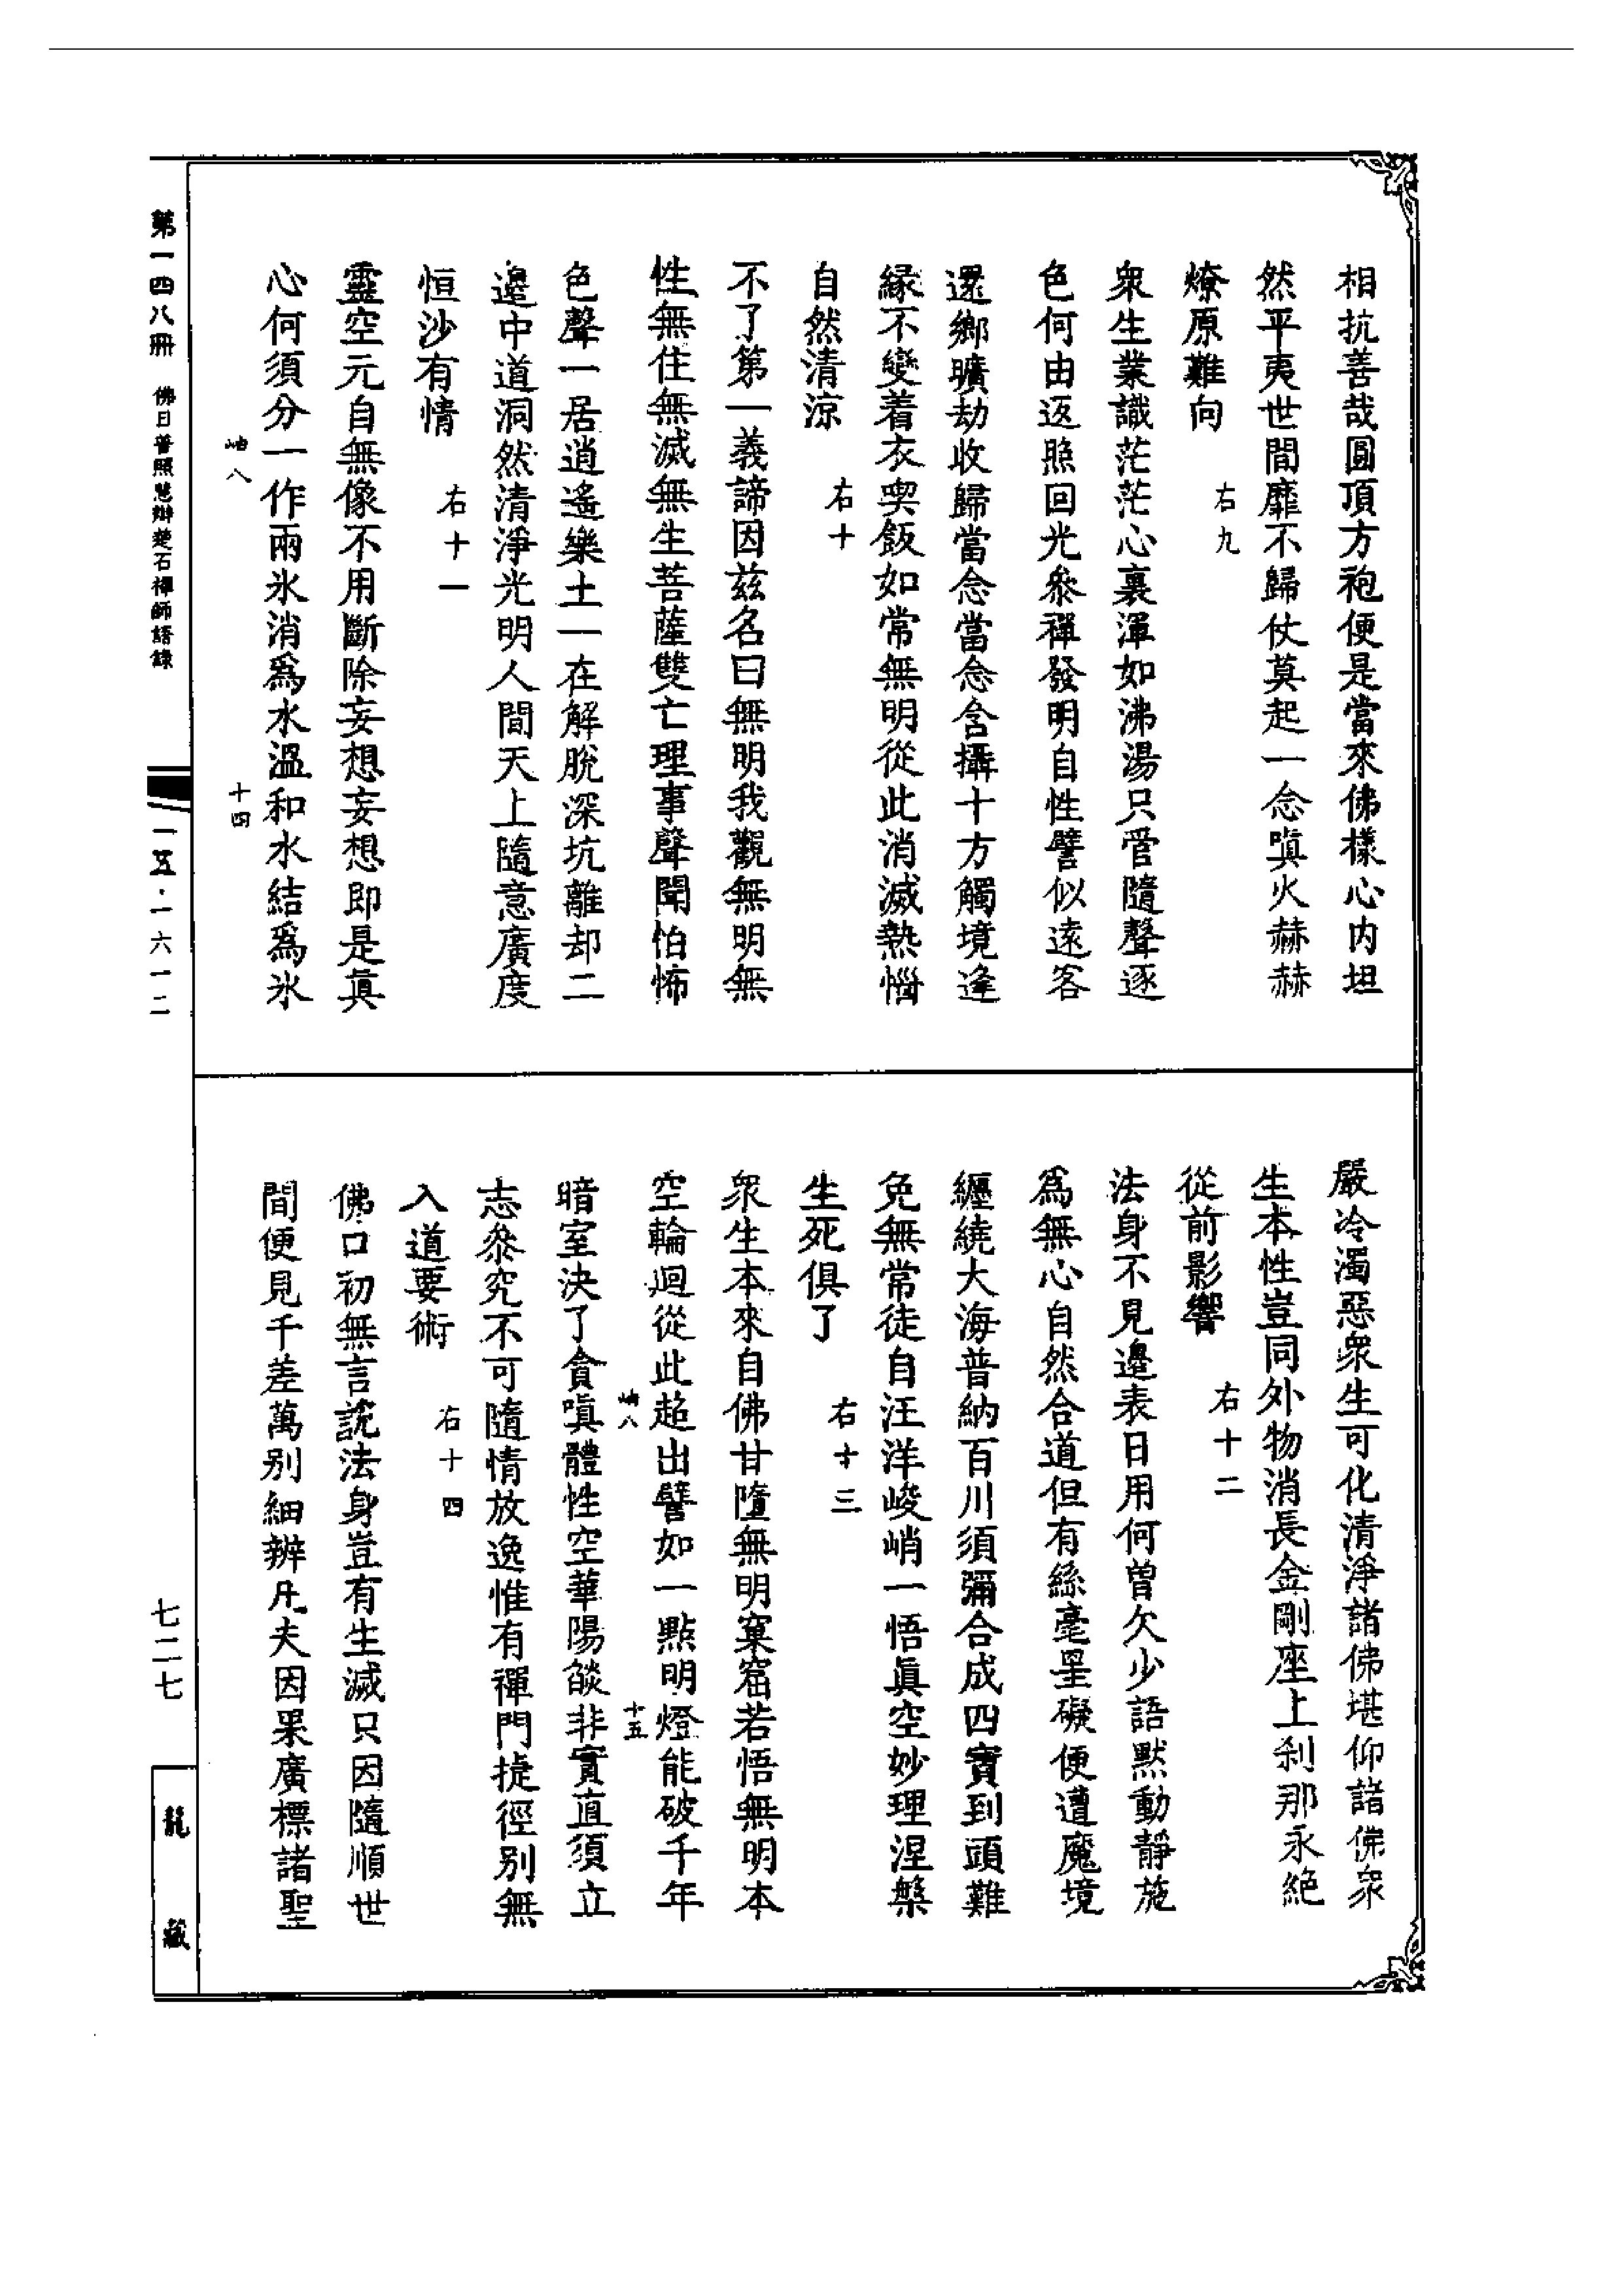 相抗善哉圓頂方袍便是當來佛樣心内坦
然平夷世間靡不歸仗莫起一念嗔火赫赫
燎原難向　右九
衆生業識茫茫心裏渾如沸湯只管隨聲逐
色何由返照回光叅禪發明自性譬似遠客
還鄉曠劫收歸當念當念含攝十方觸境逢
緣不變着衣喫飯如常無明從此消滅熱惱
自然清涼　右十
不了第一義諦因兹名曰無明我觀無明無
性無住無滅無生菩薩雙亡理事聲聞怕怖
色聲一居逍遙樂土一在解脫深坑離却二
邊中道洞然清淨光明人間天上隨意廣度
恒沙有情　右十一
靈空元自無像不用斷除妄想妄想即是眞
心何須分一作兩氷消爲水溫和水結爲氷
岫八　十四
嚴冷濁惡衆生可化清淨諸佛堪仰諸佛衆
生本性豈同外物消長金剛座上刹那永絕
從前影響　右十二
法身不見邊表日用何曾欠少語默動靜施
爲無心自然合道但有絲毫罣礙便遭魔境
纏繞大海普納百川須彌合成四寶到頭難
免無常徒自汪洋峻峭一悟眞空妙理涅槃
生死俱了　右十三
衆生本來自佛甘墮無明窠窟若悟無明本
空輪迴從此超出譬如一點明燈能破千年
岫八　十五
暗室決了貪嗔體性空華陽燄非實直須立
志叅究不可隨情放逸惟有禪門捷徑别無
入道要術　右十四
佛口初無言說法身豈有生滅只因隨順世
間便見千差萬别細辨凡夫因果廣標諸聖
第一四八冊　佛日普照慧辯楚石禪師語錄
一五五·一六一二
七二七
龍藏